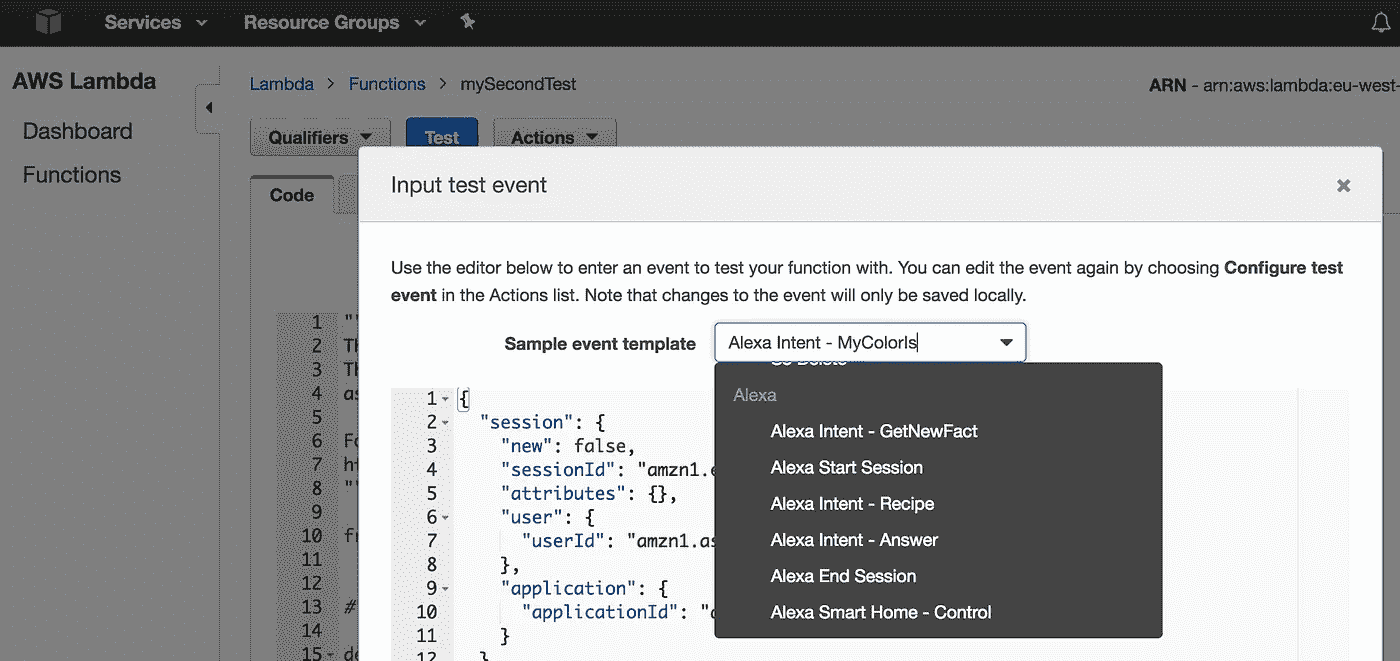 Services Resource Groups
AWS Lambda
Dashboard
Functions
Lambda > Functions > mySecondTest
ARN - arn:aws:lambda:eu-west-
Qualifiers Test Actions
Code
Input test event
Use the editor below to enter an event to test your function with. You can edit the event again by choosing Configure test
event in the Actions list. Note that changes to the event will only be saved locally.
Sample event template Alexa Intent - MyColorIs
Alexa
Alexa Intent - GetNewFact
Alexa Start Session
Alexa Intent - Recipe
Alexa Intent - Answer
Alexa End Session
Alexa Smart Home - Control
1 {
2 "session": {
3 "new": false,
4 "sessionId": "amzn1.
5 "attributes": {},
6 "user": {
7 "userId": "amzn1.as
8 },
9 "application": {
10 "applicationId": "
11 }
12 }
1 ""
2 Th
3 Th
4 as
5
6 Fo
7 ht
8 ""
9
10 fr
11
12
13 #
14
15 de